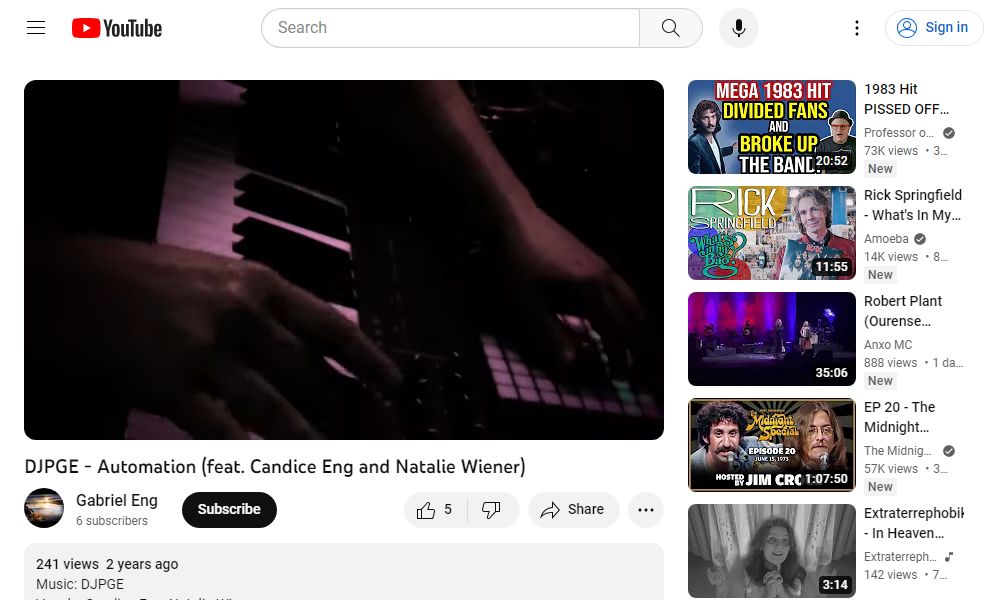 YouTube
Search
Sign in
DJPGE - Automation (feat. Candice Eng and Natalie Wiener)
Gabriel Eng
6 subscribers
Subscribe
5
Share
241 views 2 years ago
Music: DJPGE
MEGA 1983 HIT
DIVIDED FANS
AND
BROKE UP
THE BAND!
20:52
1983 Hit
PISSED OFF...
Professor o...
73K views • 3...
New
RICK
SPRINGFIELD
What's
in my
Bag?
11:55
Rick Springfield
- What's In My...
Amoeba
14K views • 8...
New
35:06
Robert Plant
(Ourense...
Anxo MC
888 views • 1 da...
New
Midnight
Special
EPISODE 20
JUNE 15, 1973
HOSTED BY JIM CRO
1:07:50
EP 20 - The
Midnight...
The Midnig...
57K views • 3...
New
3:14
Extraterrephobik
- In Heaven...
Extraterreph...
142 views • 7...